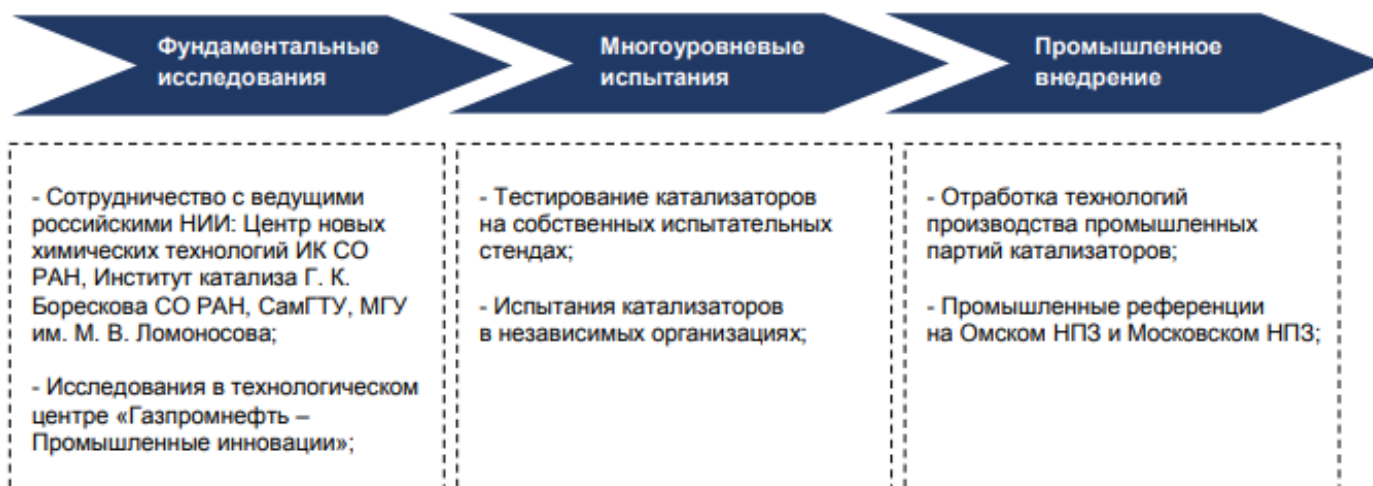 Фундаментальные
исследования
Многоуровневые
испытания
Промышленное
внедрение
- Сотрудничество с ведущими
российскими НИИ: Центр новых
химических технологий ИК СО
РАН, Институт катализа Г. К.
Борескова СО РАН, СамГТУ, МГУ
им. М. В. Ломоносова;
- Исследования в технологическом
центре «Газпромнефть –
Промышленные инновации»;
- Тестирование катализаторов
на собственных испытательных
стендах;
- Испытания катализаторов
в независимых организациях;
- Отработка технологий
производства промышленных
партий катализаторов;
- Промышленные референции
на Омском НПЗ и Московском НПЗ;